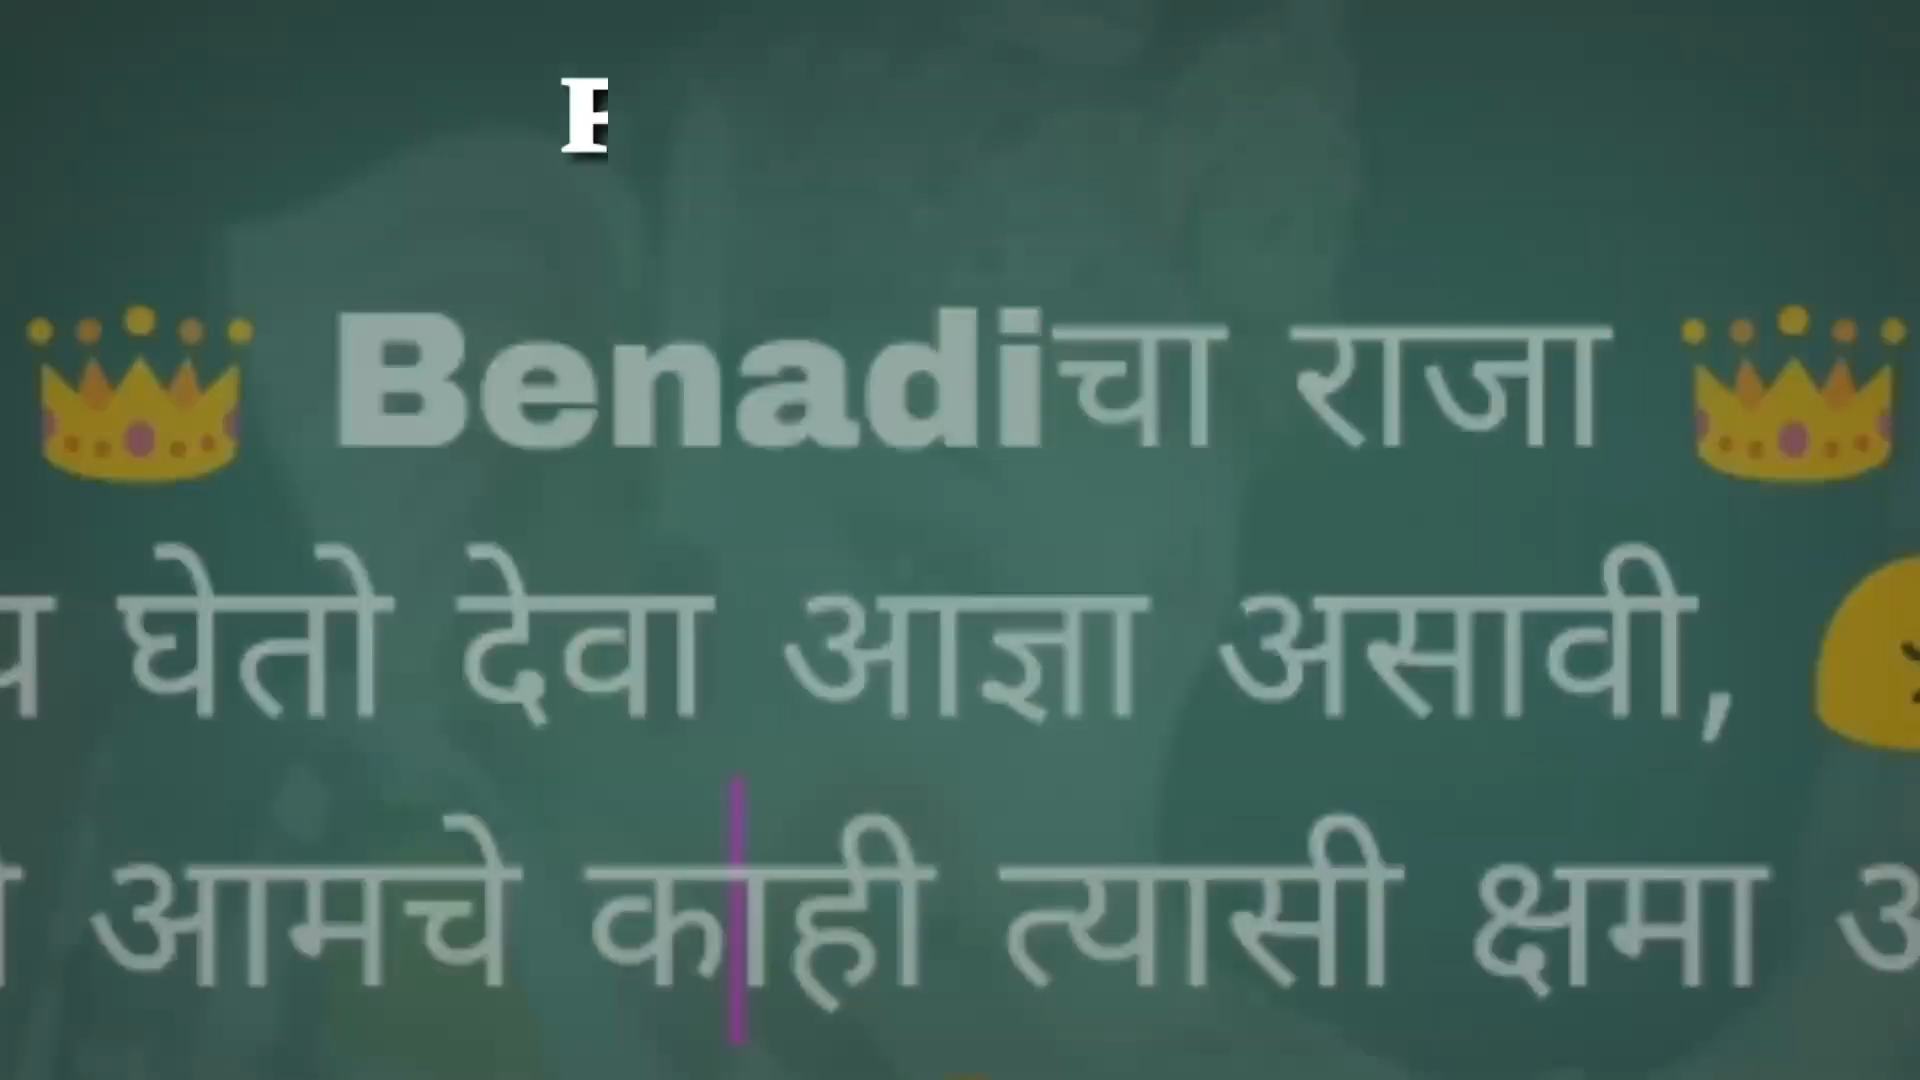 Benadiचा राजा
घेतो देवा आज्ञा असावी,
आमचे काही त्यासी क्षमा